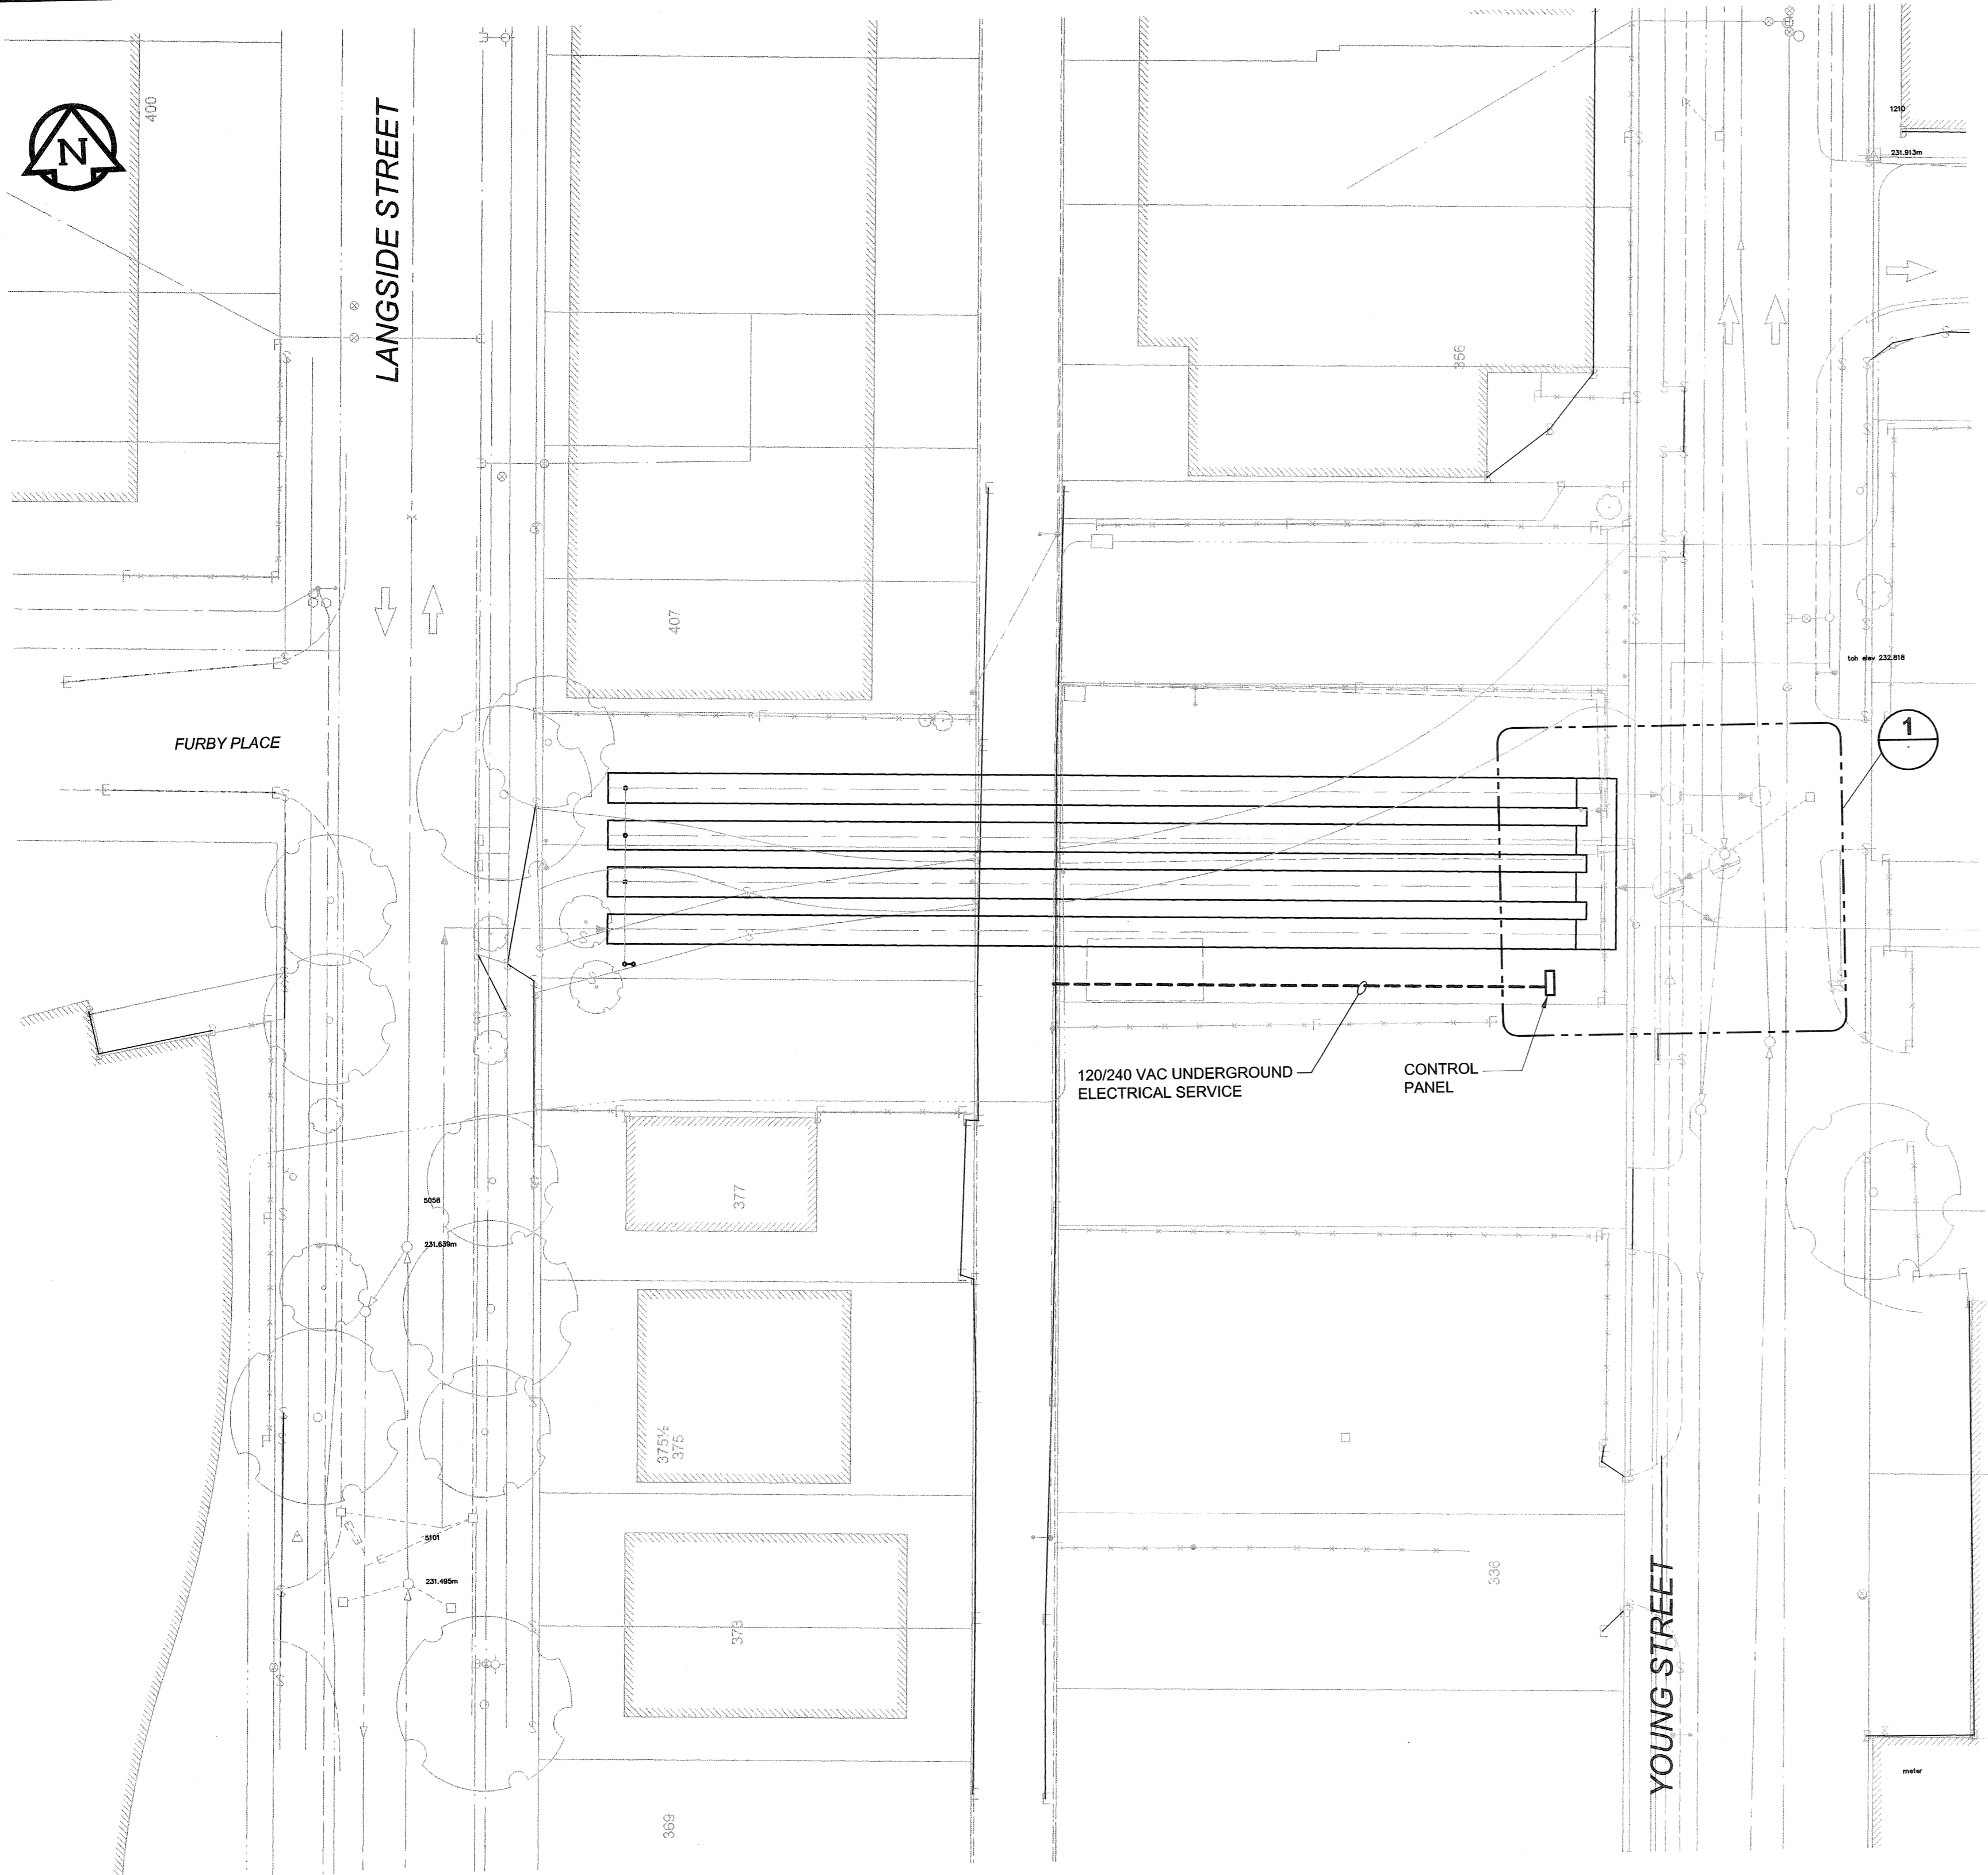 N
400
LANGSIDE STREET
1210
231.913m
356
407
toh elev 232.818
1
FURBY PLACE
120/240 VAC UNDERGROUND
ELECTRICAL SERVICE
CONTROL
PANEL
377
5058
231.639m
375½
375
5101
231.495m
336
373
YOUNG STREET
meter
369